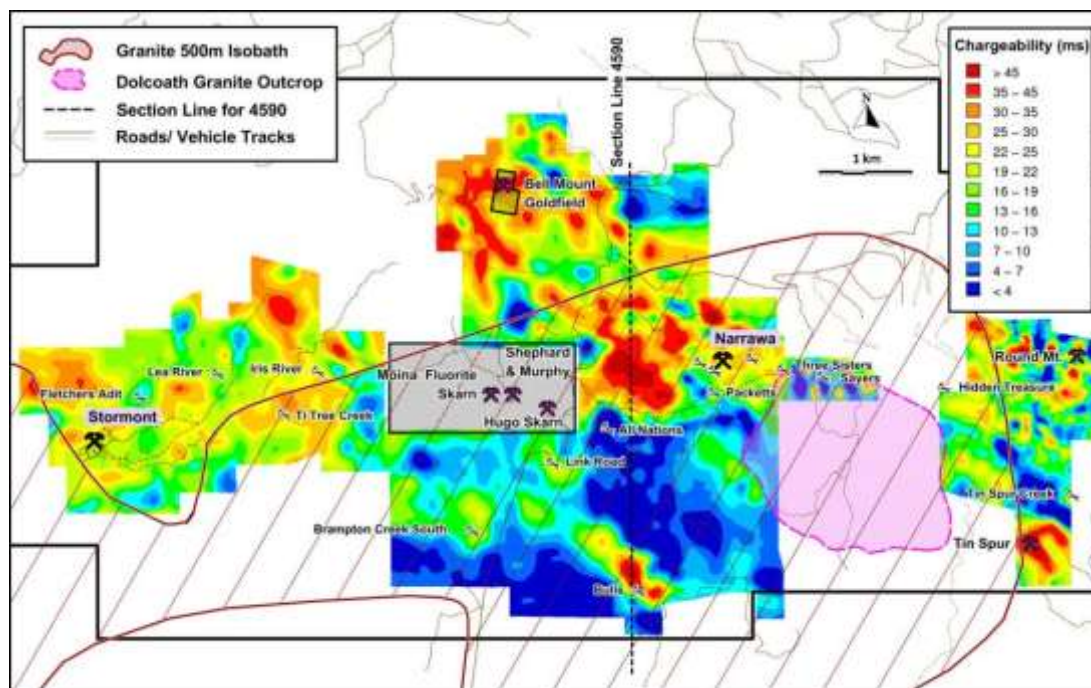 Granite 500m Isobath
Dolcoath Granite Outcrop
Section Line for 4590
Roads/ Vehicle Tracks
Section Line 4590
N
1 km
Chargeability (ms)
> 45
35 – 45
30 – 35
25 – 30
22 – 25
19 – 22
16 – 19
13 – 16
10 – 13
7 – 10
4 – 7
< 4
Bell Mount
Goldfield
Narrawa
Shephard
& Murphy
Moina Fluorite
Skarn
Hugo Skarn
Lea River
Iris River
Fletchers Adit
Stormont
Ti Tree Creek
Three Sisters
Sayers
Packetts
All Nations
Link Road
Brampton Creek South
Bulls
Round Mt.
Hidden Treasure
Tin Spur Creek
Tin Spur